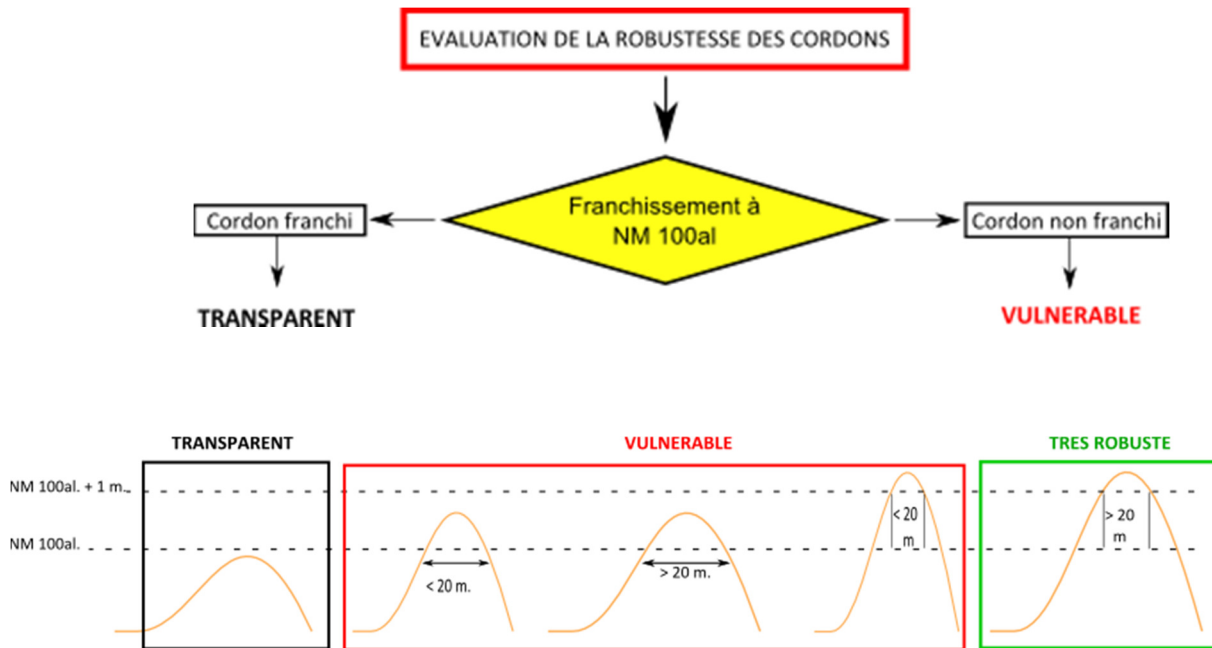 EVALUATION DE LA ROBUSTESSE DES CORDONS
Franchissement à
NM 100al
Cordon franchi
Cordon non franchi
TRANSPARENT
VULNERABLE
TRANSPARENT
VULNERABLE
TRES ROBUSTE
NM 100al. + 1 m.
< 20
m
> 20
m
NM 100al.
< 20 m.
> 20 m.